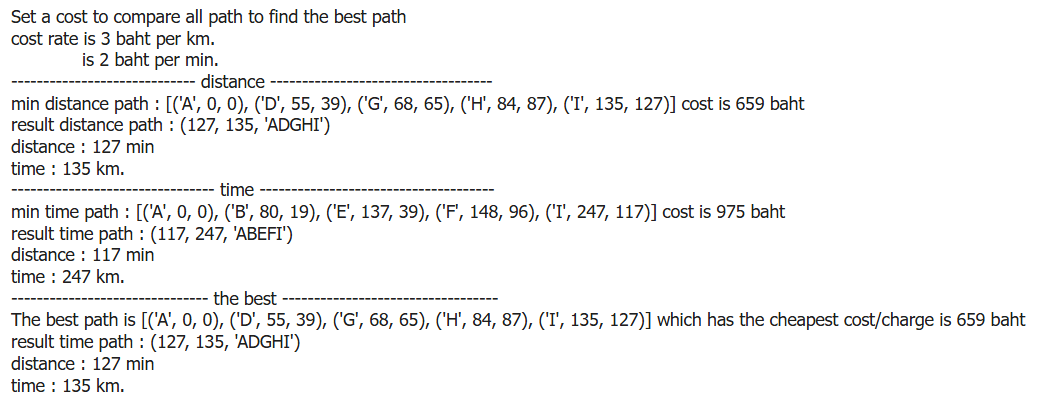 Set a cost to compare all path to find the best path
cost rate is 3 baht per km.
is 2 baht per min.
---------------------------- distance ----------------------------------
min distance path : [('A', 0, 0), ('D', 55, 39), ('G', 68, 65), ('H', 84, 87), ('I', 135, 127)] cost is 659 baht
result distance path : (127, 135, 'ADGHI')
distance : 127 min
time : 135 km.
------------------------------- time ------------------------------------
min time path : [('A', 0, 0), ('B', 80, 19), ('E', 137, 39), ('F', 148, 96), ('I', 247, 117)] cost is 975 baht
result time path : (117, 247, 'ABEFI')
distance : 117 min
time : 247 km.
------------------------------ the best ---------------------------------
The best path is [('A', 0, 0), ('D', 55, 39), ('G', 68, 65), ('H', 84, 87), ('I', 135, 127)] which has the cheapest cost/charge is 659 baht
result time path : (127, 135, 'ADGHI')
distance : 127 min
time : 135 km.